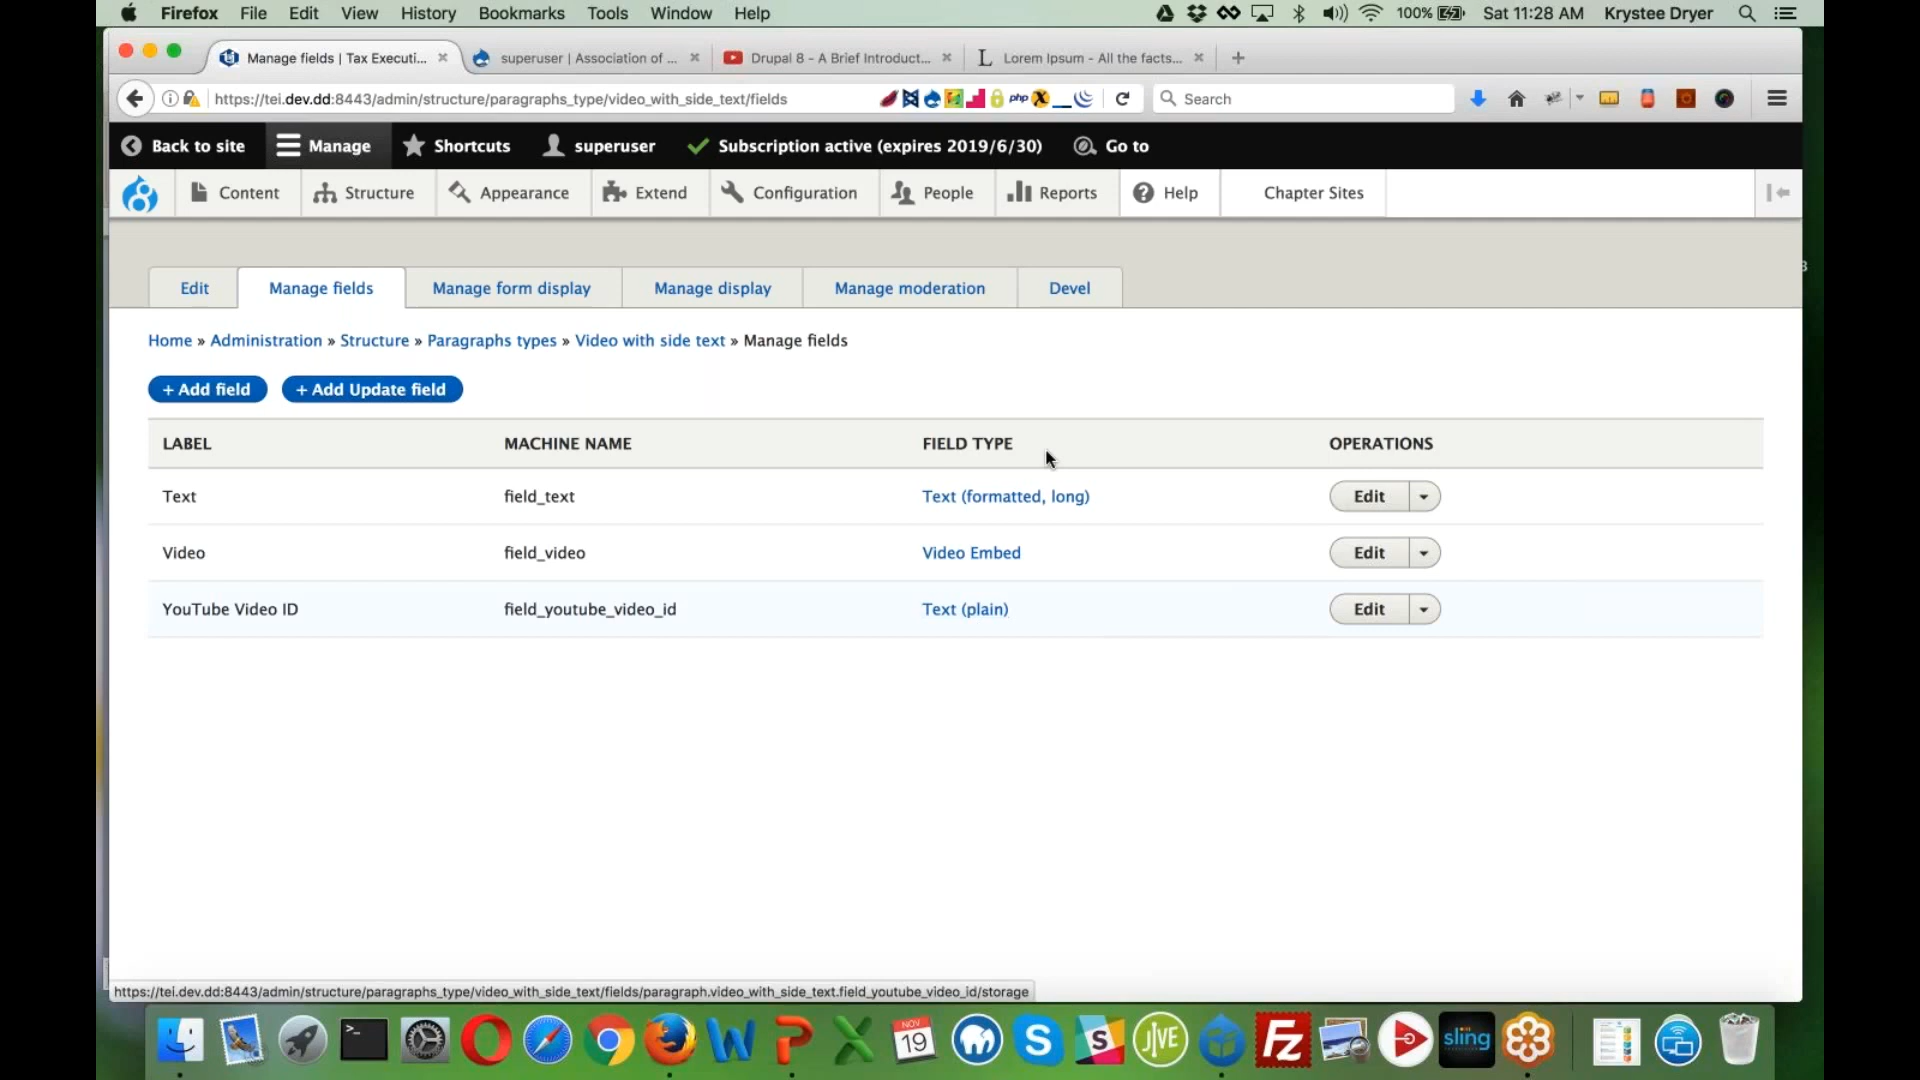 Firefox File Edit View History Bookmarks Tools Window Help 100% Sat 11:28 AM Krystee Dryer
Manage fields | Tax Executi... superuser | Association of ... Drupal 8 - A Brief Introduct... Lorem Ipsum - All the facts...
https://tei.dev.dd:8443/admin/structure/paragraphs_type/video_with_side_text/fields php Search
Back to site Manage Shortcuts superuser Subscription active (expires 2019/6/30) Go to
Content Structure Appearance Extend Configuration People Reports Help Chapter Sites
Edit Manage fields Manage form display Manage display Manage moderation Devel
Home » Administration » Structure » Paragraphs types » Video with side text » Manage fields
+ Add field + Add Update field
LABEL MACHINE NAME FIELD TYPE OPERATIONS
Text field_text Text (formatted, long) Edit
Video field_video Video Embed Edit
YouTube Video ID field_youtube_video_id Text (plain) Edit
https://tei.dev.dd:8443/admin/structure/paragraphs_type/video_with_side_text/fields/paragraph.video_with_side_text.field_youtube_video_id/storage
NOV
19
JIVE
sling